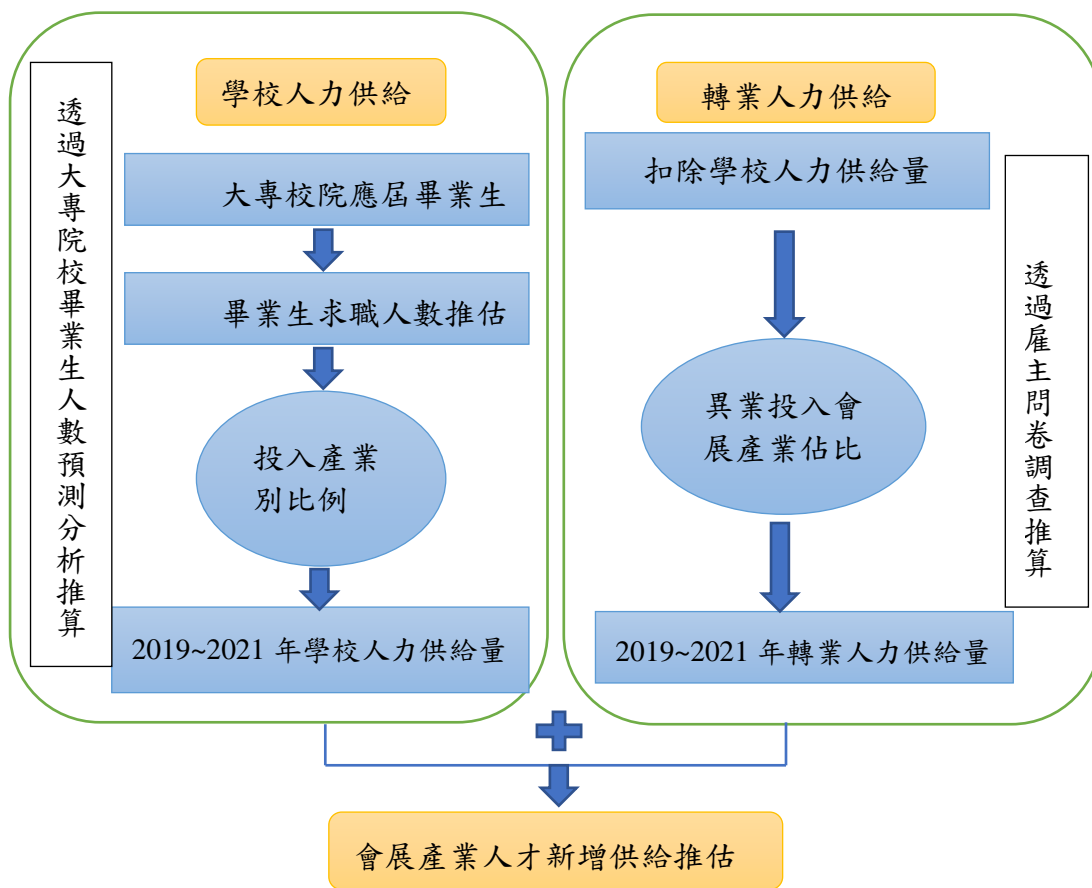 學校人力供給
透過大專院校畢業生人數預測分析推算
大專校院應屆畢業生
畢業生求職人數推估
投入產業
別比例
2019~2021 年學校人力供給量
轉業人力供給
扣除學校人力供給量
異業投入會
展產業佔比
透過雇主問卷調查推算
2019~2021 年轉業人力供給量
會展產業人才新增供給推估